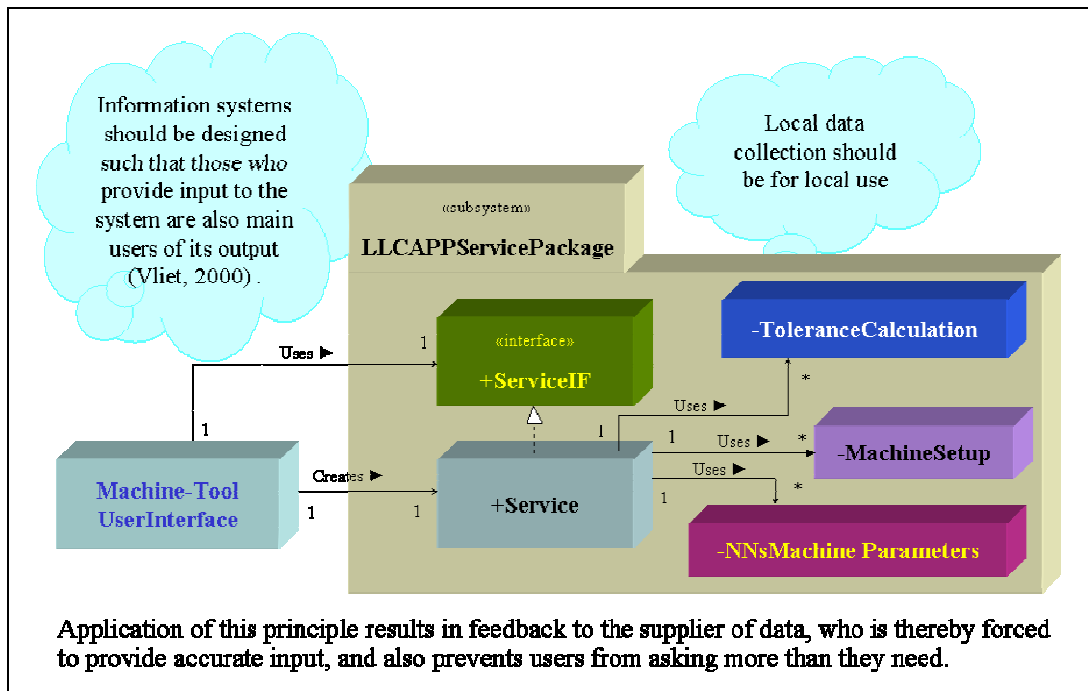 Information systems
should be designed
such that those who
provide input to the
system are also main
users of its output
(Vliet, 2000) .
Local data
collection should
be for local use
«subsystem»
LLCAPPServicePackage
-ToleranceCalculation
«interface»
+ServiceIF
Uses ►
1
1
Uses ►
*
1
1
Uses ►
*
-MachineSetup
Uses ►
1
*
Machine-Tool
UserInterface
Creates ►
1
1
+Service
-NNsMachine Parameters
Application of this principle results in feedback to the supplier of data, who is thereby forced
to provide accurate input, and also prevents users from asking more than they need.